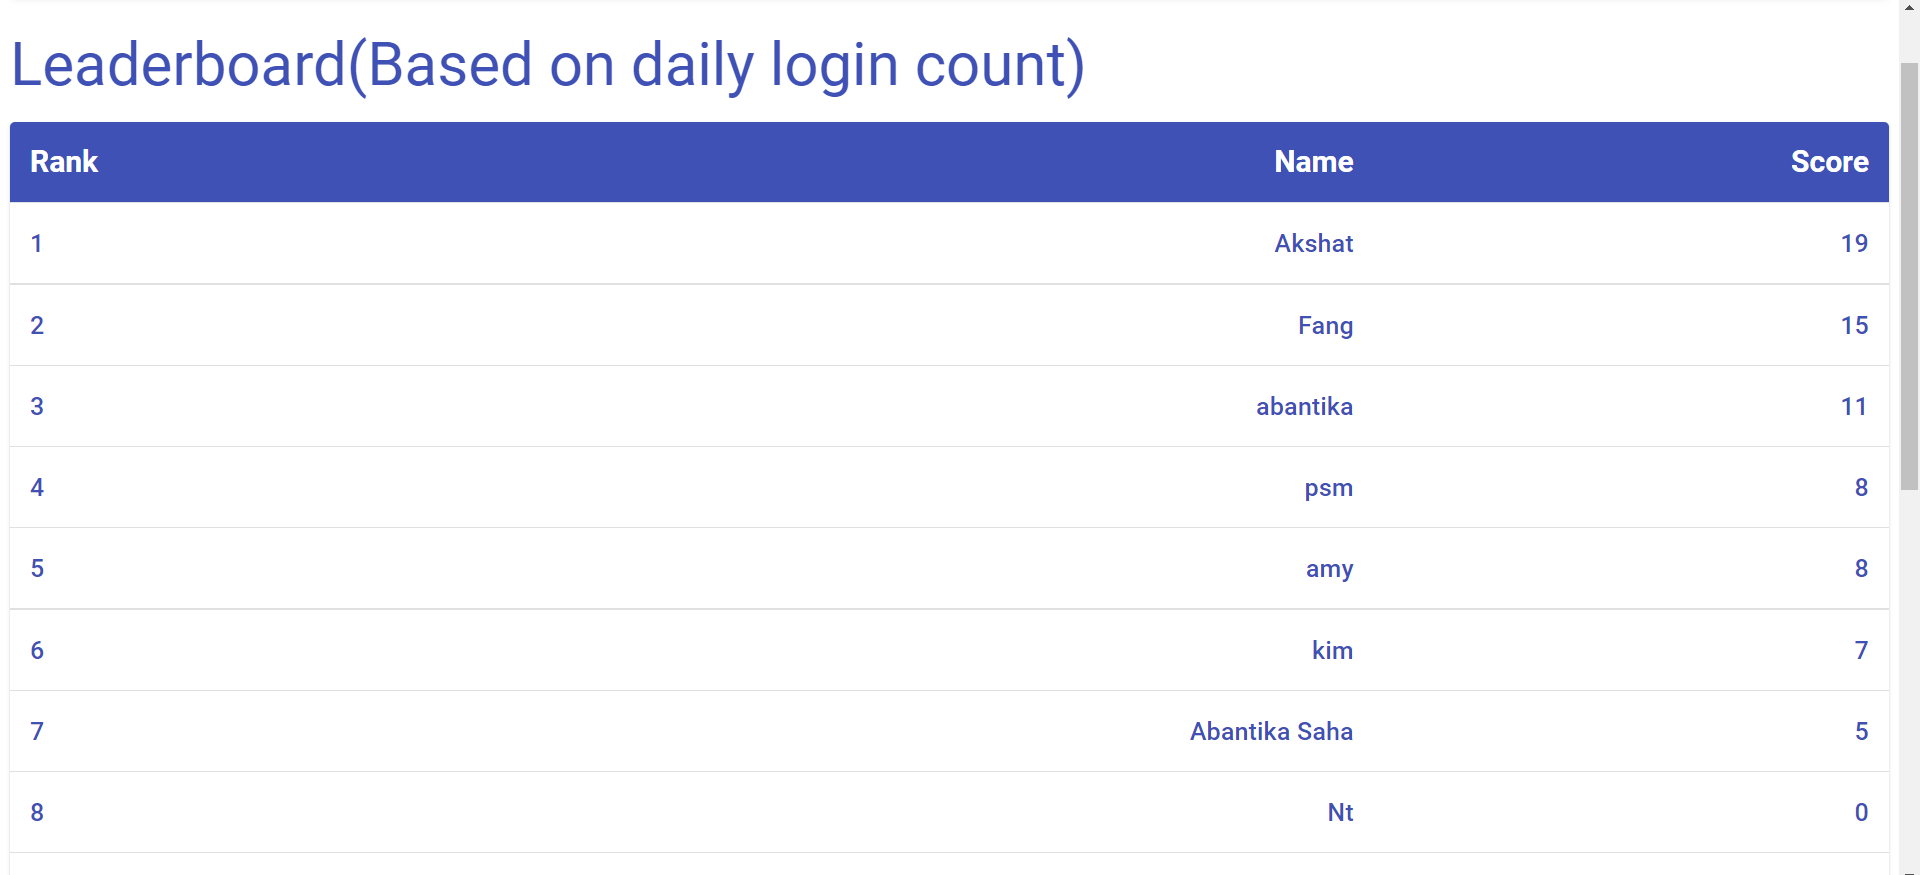 Leaderboard(Based on daily login count)
Rank Name Score
1 Akshat 19
2 Fang 15
3 abantika 11
4 psm 8
5 amy 8
6 kim 7
7 Abantika Saha 5
8 Nt 0